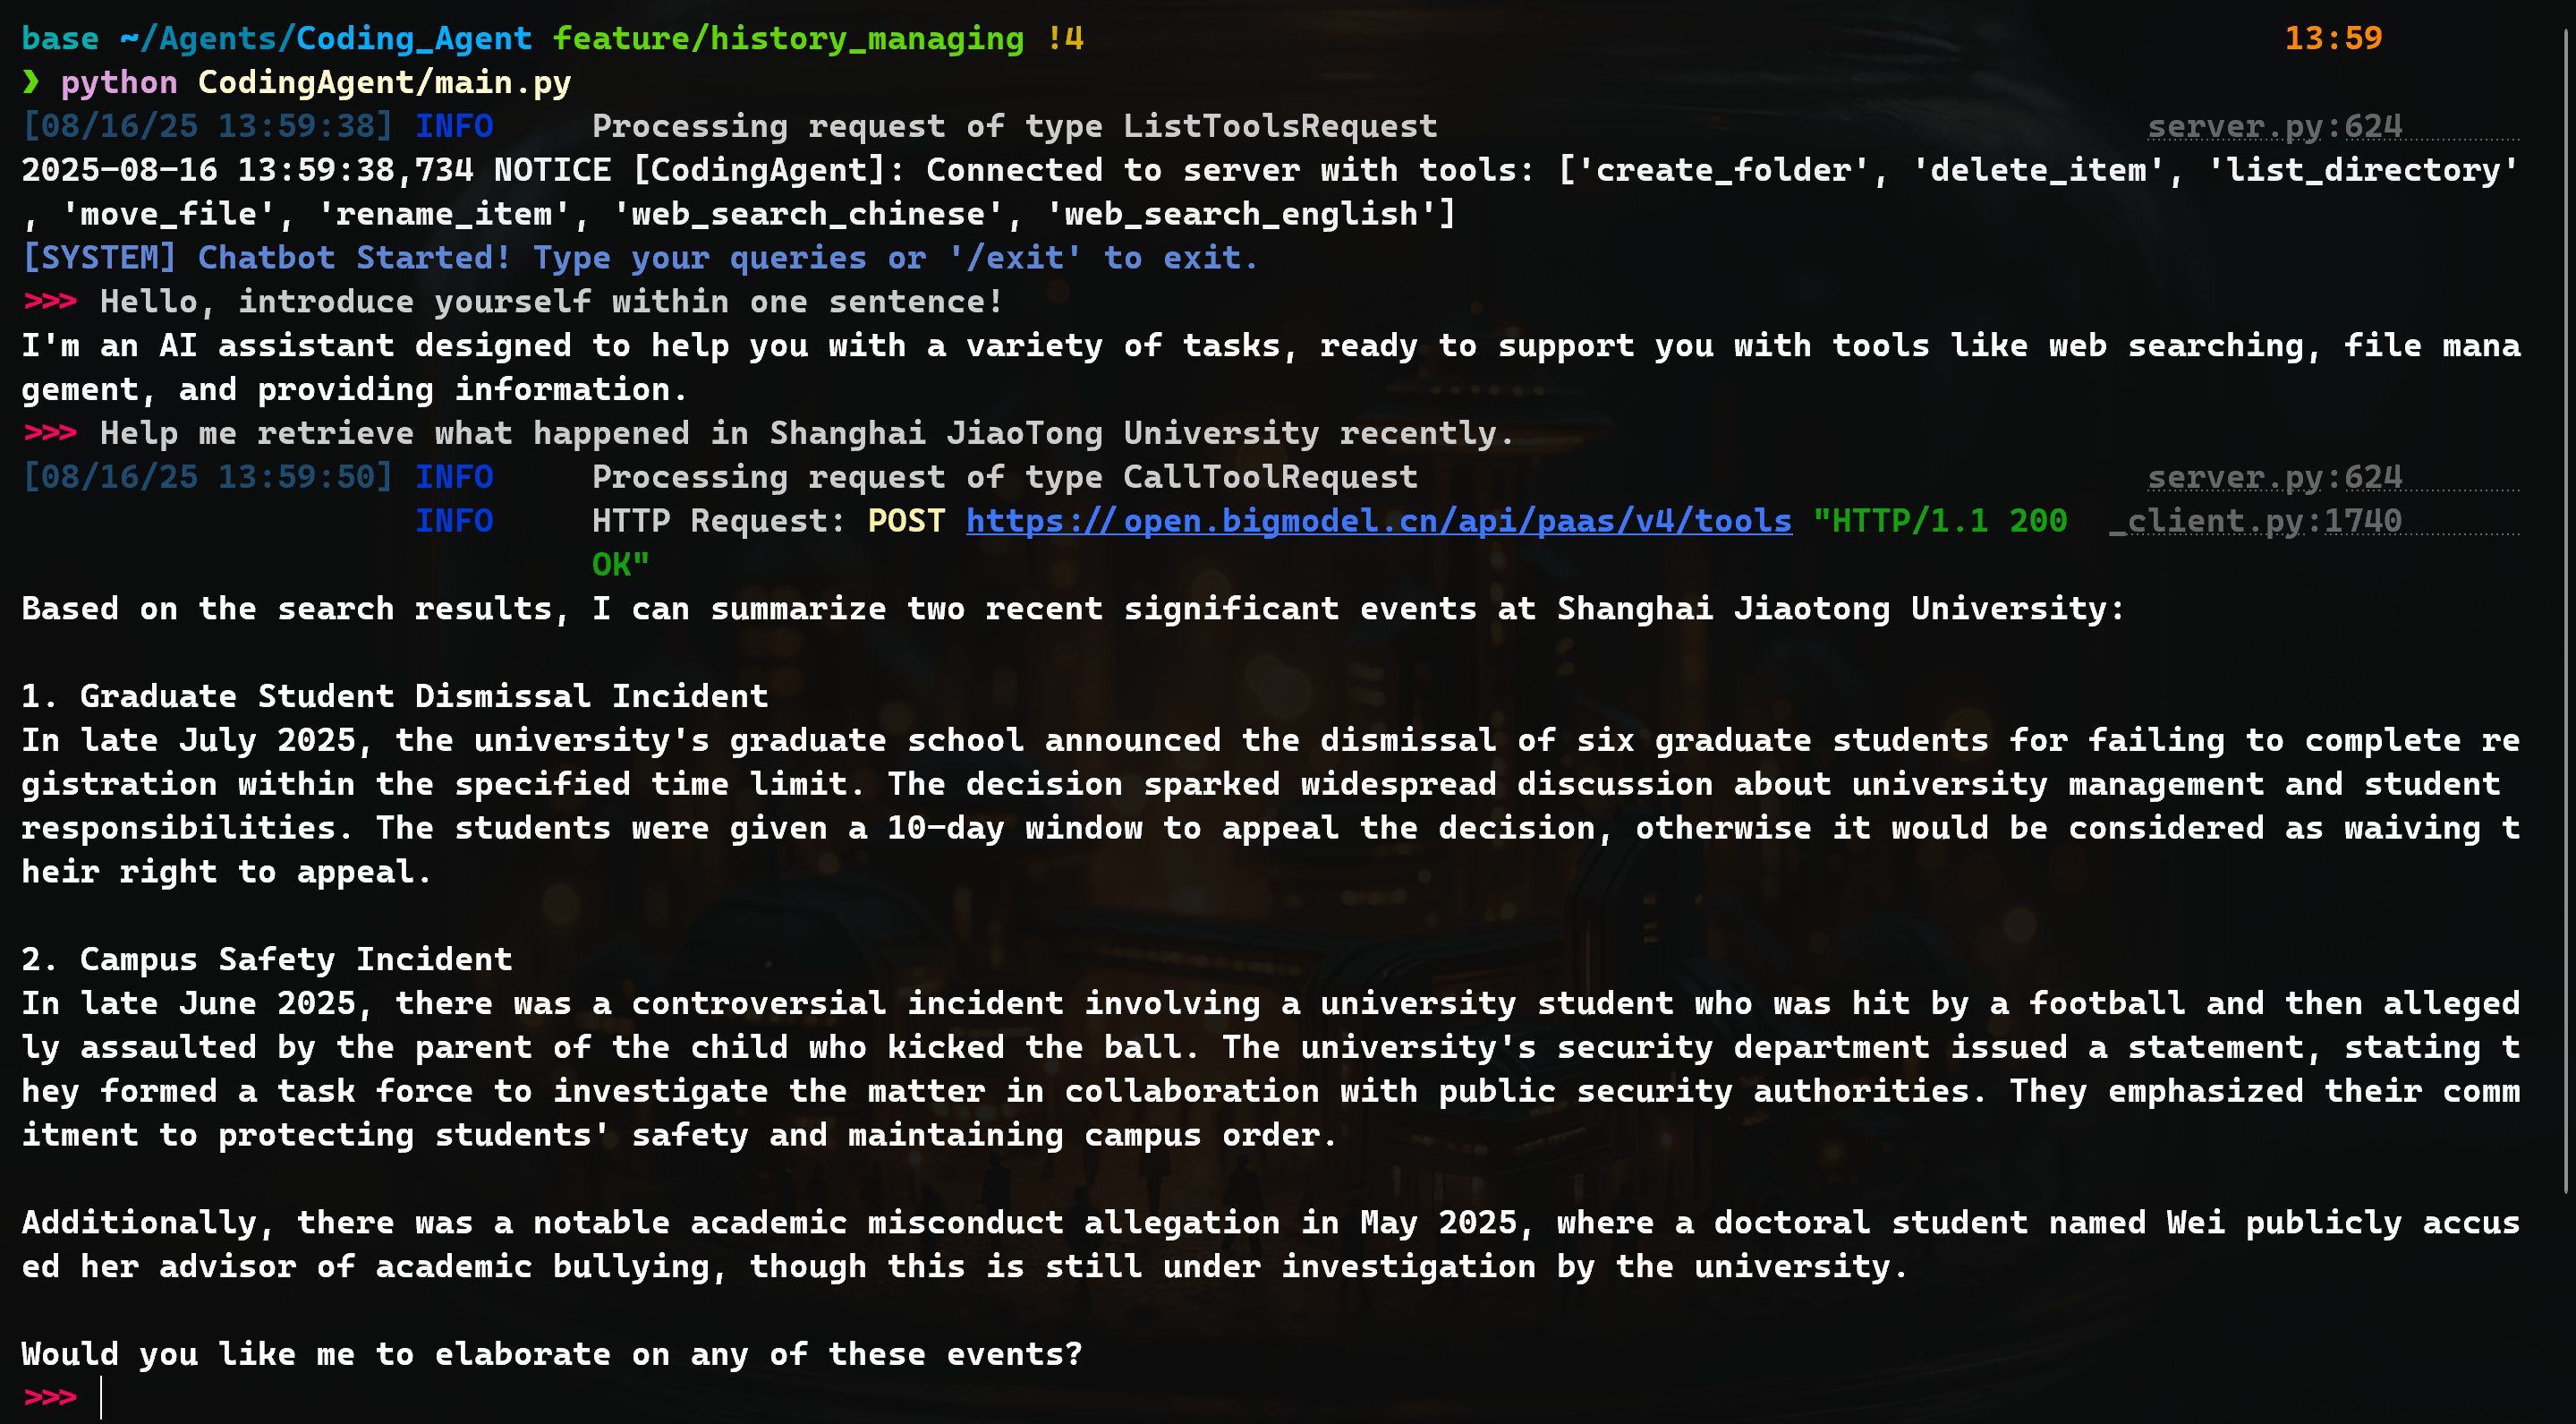 base ~/Agents/Coding_Agent feature/history_managing !4 13:59
❯ python CodingAgent/main.py
[08/16/25 13:59:38] INFO Processing request of type ListToolsRequest server.py:624
2025-08-16 13:59:38,734 NOTICE [CodingAgent]: Connected to server with tools: ['create_folder', 'delete_item', 'list_directory'
, 'move_file', 'rename_item', 'web_search_chinese', 'web_search_english']
[SYSTEM] Chatbot Started! Type your queries or '/exit' to exit.
>>> Hello, introduce yourself within one sentence!
I'm an AI assistant designed to help you with a variety of tasks, ready to support you with tools like web searching, file mana
gement, and providing information.
>>> Help me retrieve what happened in Shanghai JiaoTong University recently.
[08/16/25 13:59:50] INFO Processing request of type CallToolRequest server.py:624
INFO HTTP Request: POST https://open.bigmodel.cn/api/paas/v4/tools "HTTP/1.1 200 _client.py:1740
OK"
Based on the search results, I can summarize two recent significant events at Shanghai Jiaotong University:
1. Graduate Student Dismissal Incident
In late July 2025, the university's graduate school announced the dismissal of six graduate students for failing to complete re
gistration within the specified time limit. The decision sparked widespread discussion about university management and student
responsibilities. The students were given a 10-day window to appeal the decision, otherwise it would be considered as waiving t
heir right to appeal.
2. Campus Safety Incident
In late June 2025, there was a controversial incident involving a university student who was hit by a football and then alleged
ly assaulted by the parent of the child who kicked the ball. The university's security department issued a statement, stating t
hey formed a task force to investigate the matter in collaboration with public security authorities. They emphasized their comm
itment to protecting students' safety and maintaining campus order.
Additionally, there was a notable academic misconduct allegation in May 2025, where a doctoral student named Wei publicly accus
ed her advisor of academic bullying, though this is still under investigation by the university.
Would you like me to elaborate on any of these events?
>>>